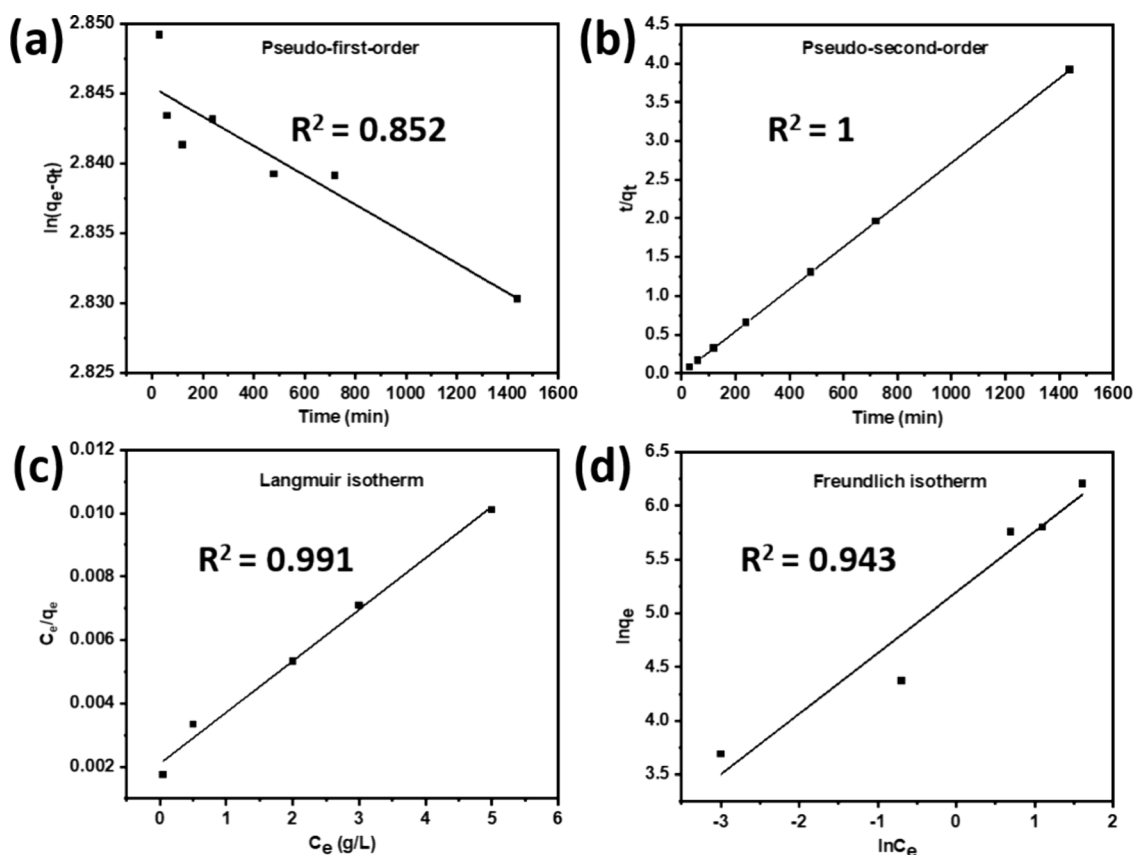 (a)
Pseudo-first-order
R² = 0.852
ln(qₑ-qₜ)
2.850
2.845
2.840
2.835
2.830
2.825
0 200 400 600 800 1000 1200 1400 1600
Time (min)
(b)
Pseudo-second-order
R² = 1
t/qₜ
4.5
4.0
3.5
3.0
2.5
2.0
1.5
1.0
0.5
0.0
0 200 400 600 800 1000 1200 1400 1600
Time (min)
(c)
Langmuir isotherm
R² = 0.991
Cₑ/qₑ
0.012
0.010
0.008
0.006
0.004
0.002
0 1 2 3 4 5 6
Cₑ (g/L)
(d)
Freundlich isotherm
R² = 0.943
lnqₑ
6.5
6.0
5.5
5.0
4.5
4.0
3.5
-3 -2 -1 0 1 2
lnCₑ